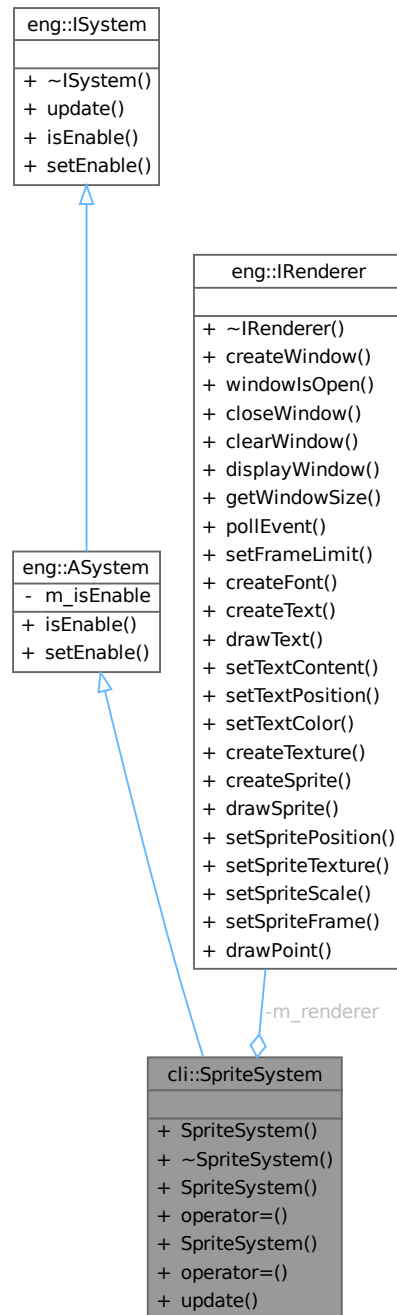 eng::ISystem
+ ~ISystem()
+ update()
+ isEnable()
+ setEnable()
eng::IRenderer
+ ~IRenderer()
+ createWindow()
+ windowIsOpen()
+ closeWindow()
+ clearWindow()
+ displayWindow()
+ getWindowSize()
+ pollEvent()
+ setFrameLimit()
+ createFont()
+ createText()
+ drawText()
+ setTextContent()
+ setTextPosition()
+ setTextColor()
+ createTexture()
+ createSprite()
+ drawSprite()
+ setSpritePosition()
+ setSpriteTexture()
+ setSpriteScale()
+ setSpriteFrame()
+ drawPoint()
eng::ASystem
- m_isEnable
+ isEnable()
+ setEnable()
-m_renderer
cli::SpriteSystem
+ SpriteSystem()
+ ~SpriteSystem()
+ SpriteSystem()
+ operator=()
+ SpriteSystem()
+ operator=()
+ update()